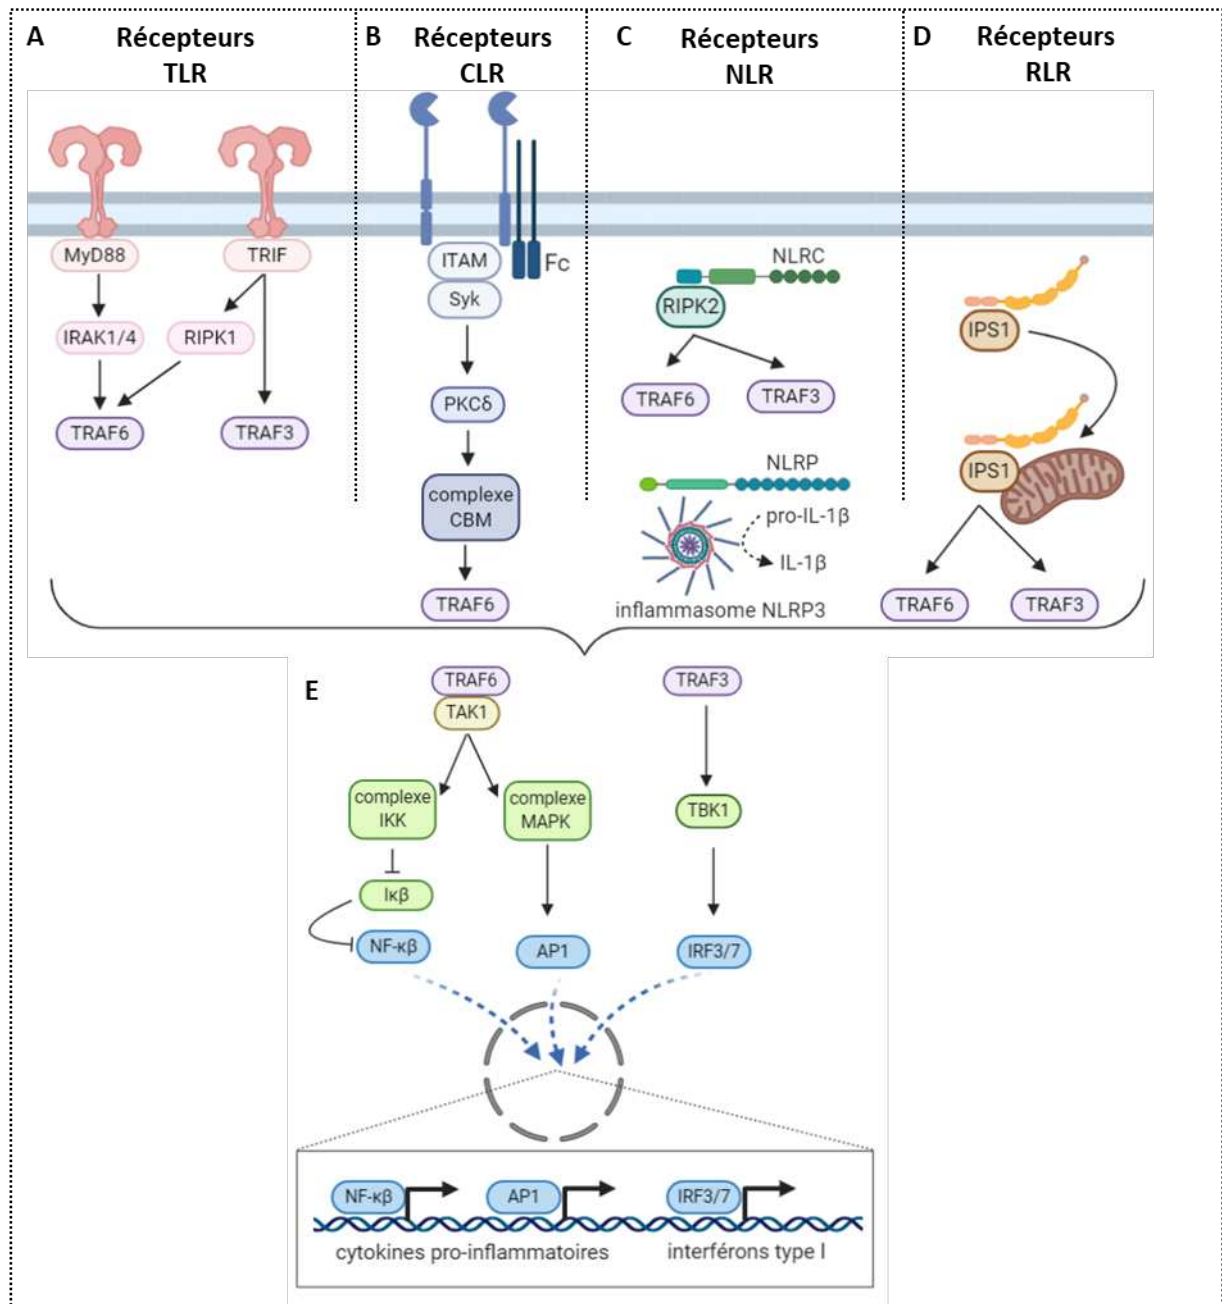 A
Récepteurs
TLR
MyD88
TRIF
IRAK1/4
RIPK1
TRAF6
TRAF3
B
Récepteurs
CLR
ITAM
Fc
Syk
PKCδ
complexe
CBM
TRAF6
C
Récepteurs
NLR
NLRC
RIPK2
TRAF6
TRAF3
NLRP
pro-IL-1β
IL-1β
inflammasome NLRP3
D
Récepteurs
RLR
IPS1
IPS1
TRAF6
TRAF3
E
TRAF6
TAK1
TRAF3
complexe
IKK
complexe
MAPK
TBK1
Iκβ
NF-κβ
AP1
IRF3/7
NF-κβ
AP1
IRF3/7
cytokines pro-inflammatoires
interférons type I